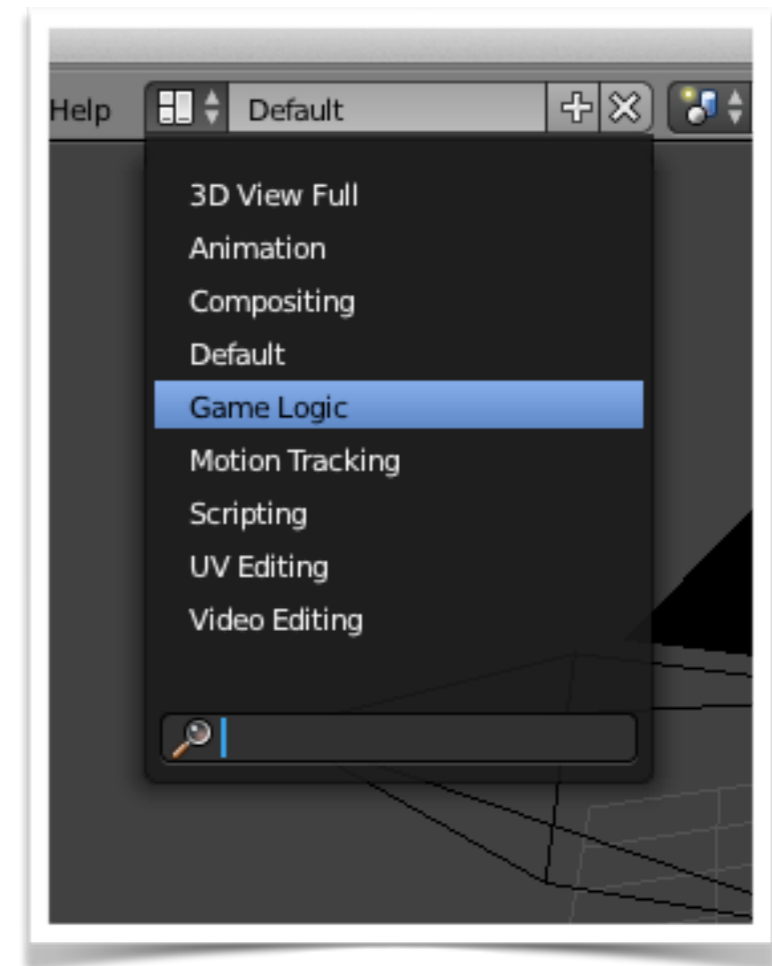 Help Default
3D View Full
Animation
Compositing
Default
Game Logic
Motion Tracking
Scripting
UV Editing
Video Editing